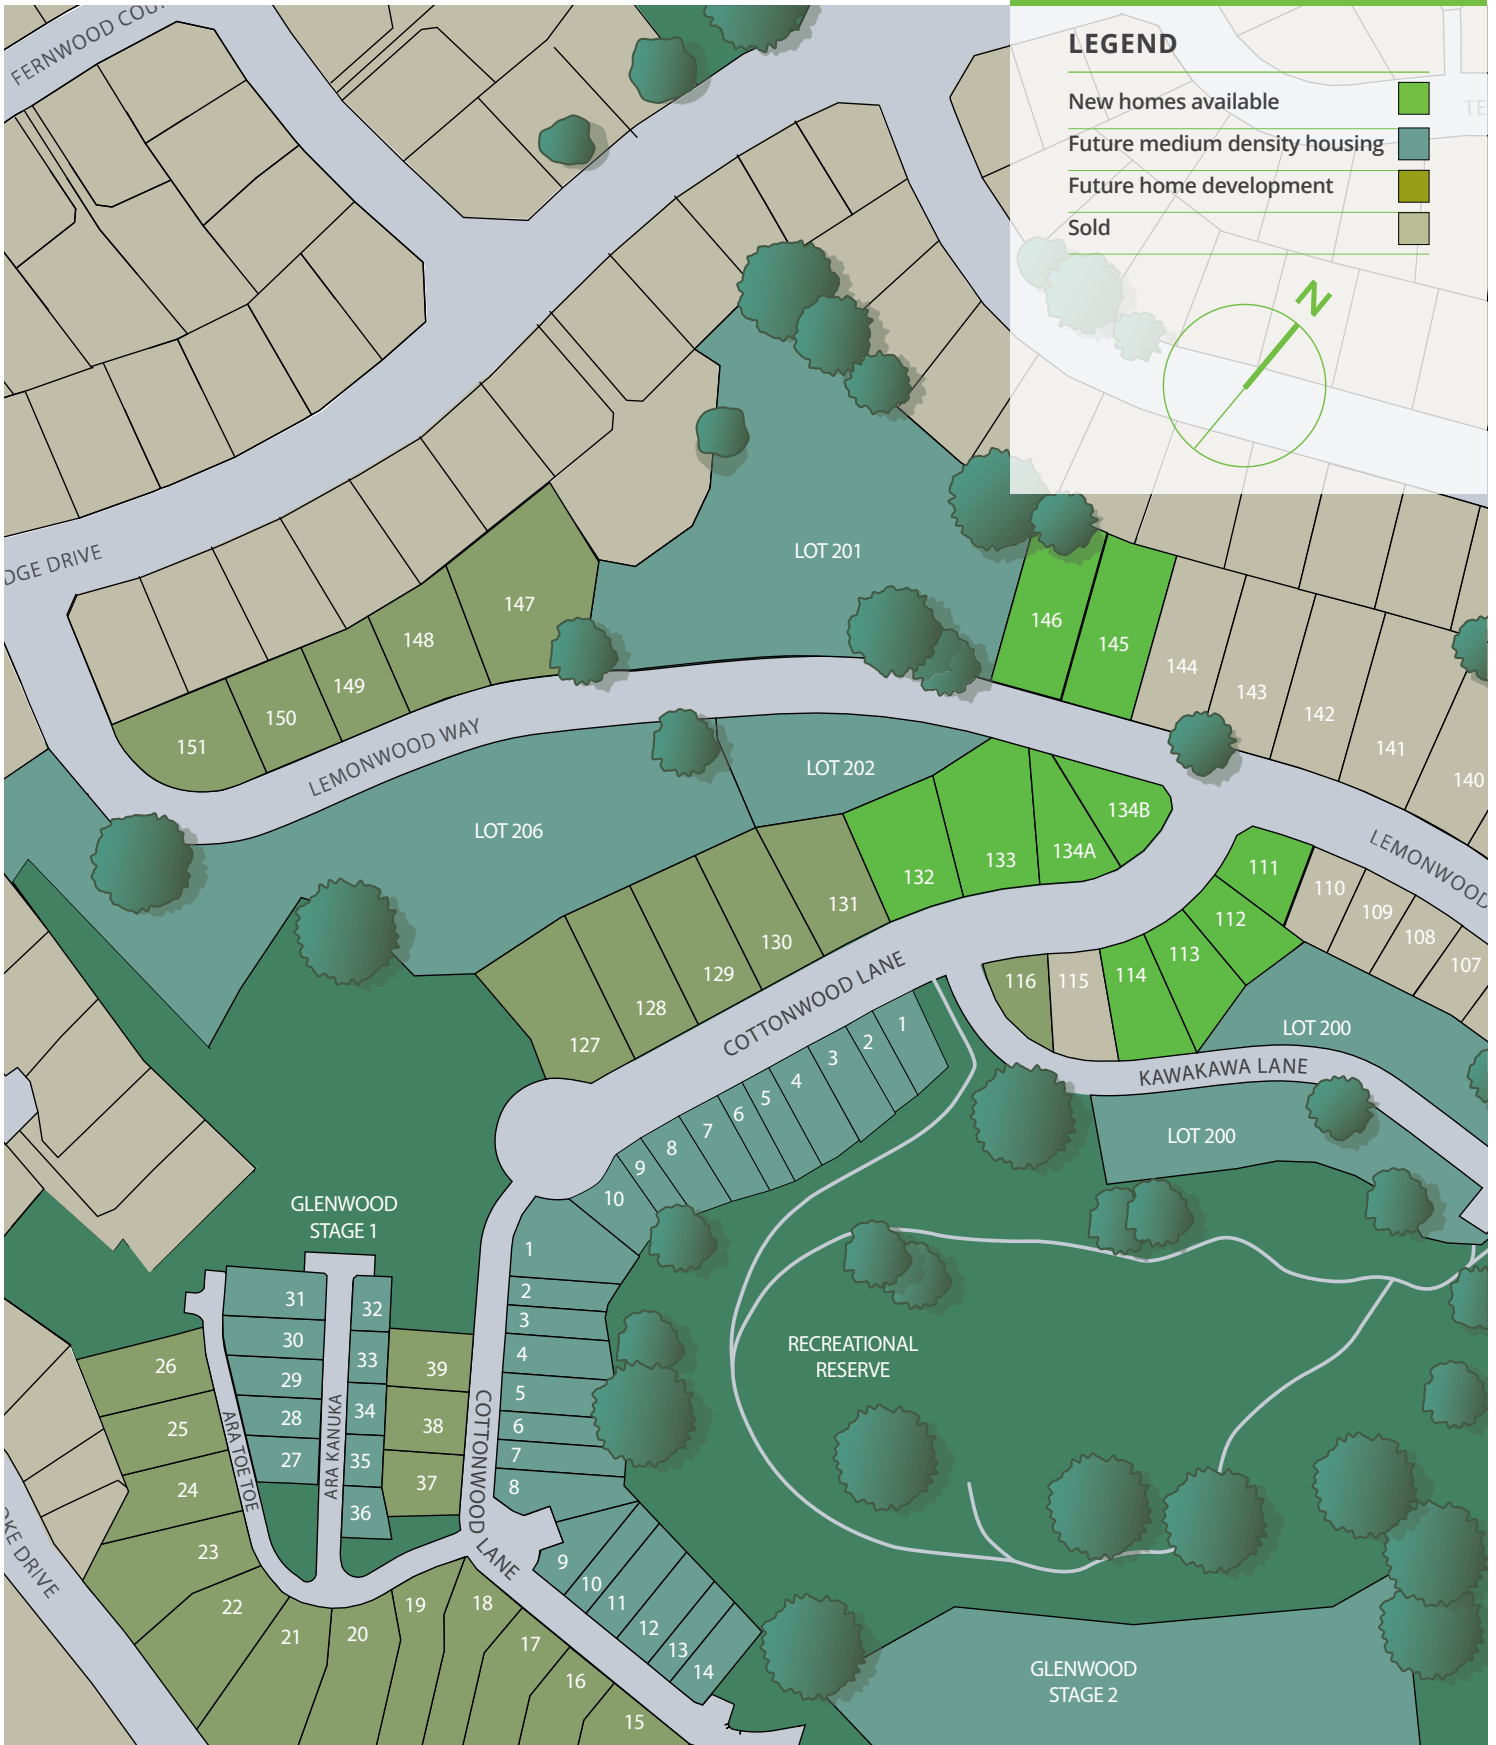 FERNWOOD COU
LEGEND
New homes available
Future medium density housing
Future home development
Sold
TE
N
DGE DRIVE
LOT 201
147
148
149
150
151
146
145
144
143
142
141
140
LEMONWOOD WAY
LOT 202
LOT 206
134B
134A
133
132
131
130
129
128
127
LEMONWOOD
111
110
109
108
107
112
113
114
115
116
COTTONWOOD LANE
LOT 200
KAWAKAWA LANE
LOT 200
1
2
3
4
5
6
7
8
9
10
GLENWOOD
STAGE 1
1
2
3
4
5
6
7
8
9
10
11
12
13
14
31
30
29
28
27
32
33
34
35
36
39
38
37
26
25
24
23
22
21
20
19
18
17
16
15
ARA TOE TOE
ARA KANUKA
COTTONWOOD LANE
OKE DRIVE
RECREATIONAL
RESERVE
GLENWOOD
STAGE 2